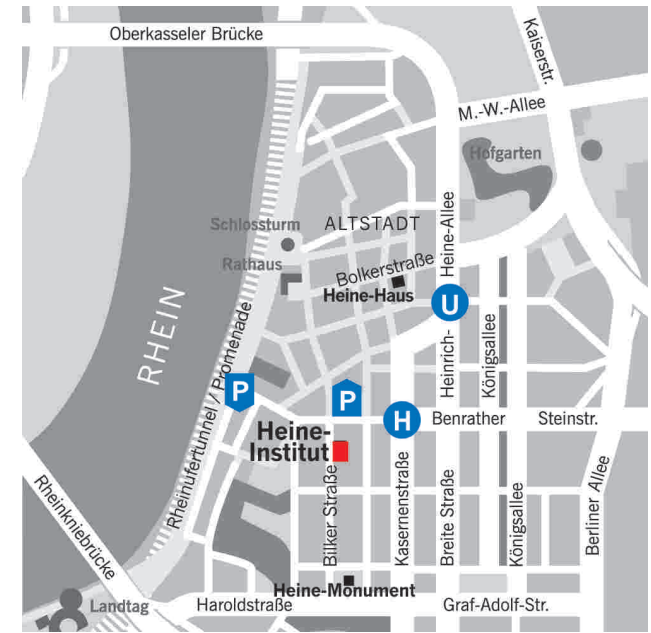 Oberkasseler Brücke
Kaiserstr.
M.-W.-Allee
Hofgarten
Schlossturm
ALTSTADT
Rathaus
Bolkerstraße
Heine-Haus
Heinrich-Heine-Allee
U
RHEIN
Rheinufertunnel / Promenade
Königsallee
P
P
H
Benrather
Steinstr.
Heine-
Institut
Bilker Straße
Kasernenstraße
Breite Straße
Königsallee
Berliner Allee
Rheinkniebrücke
Heine-Monument
Landtag
Haroldstraße
Graf-Adolf-Str.